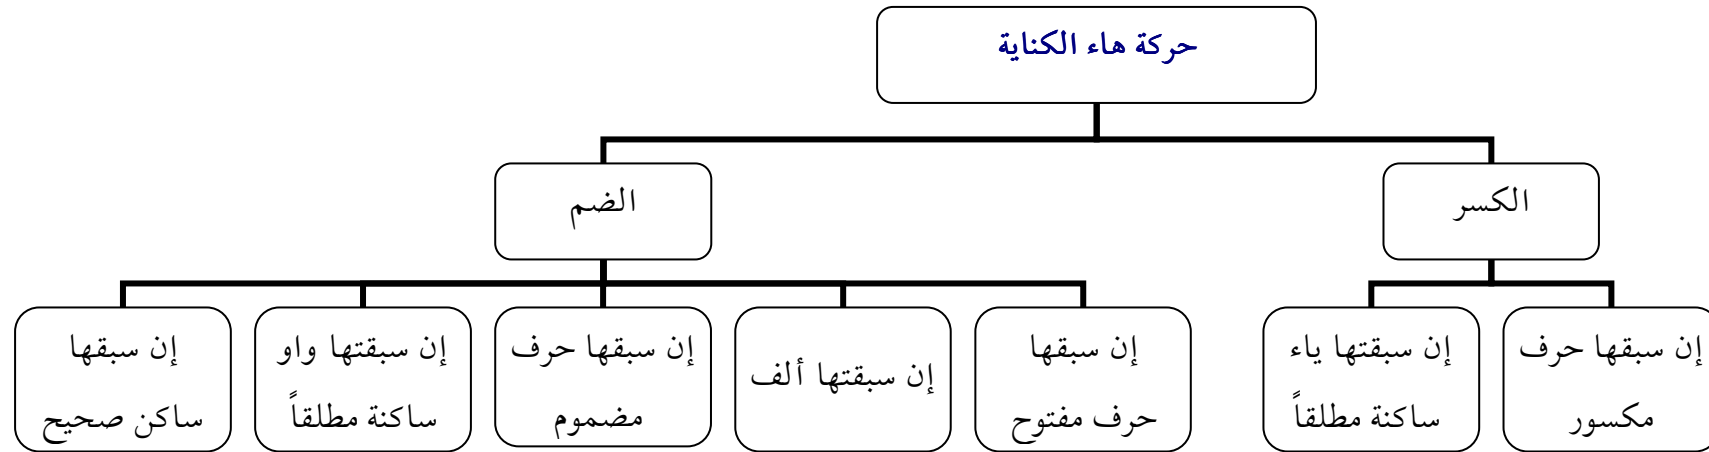 حركة هاء الكناية
الكسر
الضم
إن سبقها حرف
مكسور
إن سبقتها ياء
ساكنة مطلقاً
إن سبقها
حرف مفتوح
إن سبقتها ألف
إن سبقها حرف
مضموم
إن سبقتها واو
ساكنة مطلقاً
إن سبقها
ساكن صحيح